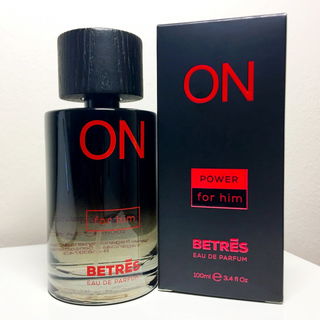 ON
for him
BETRĒS
EAU DE PARFUM
ON
POWER
for him
BETRĒS
EAU DE PARFUM
100ml ℮ 3.4 fl Oz